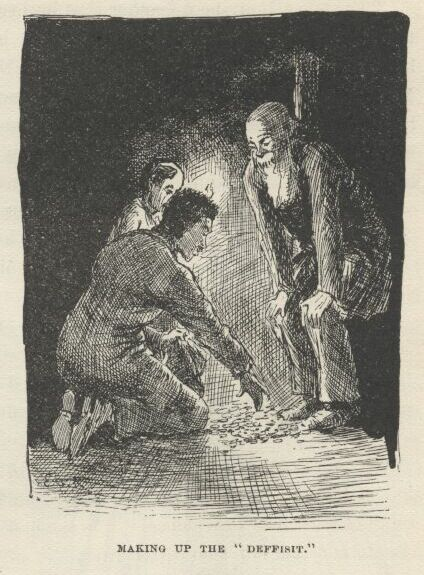 MAKING UP THE " DEFFISIT."